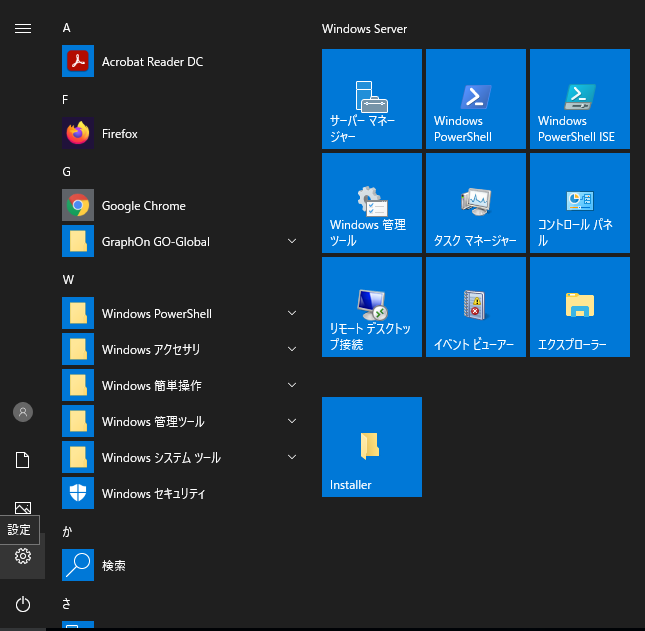 A
Acrobat Reader DC
F
Firefox
G
Google Chrome
GraphOn GO-Global
W
Windows PowerShell
Windows アクセサリ
Windows 簡単操作
Windows 管理ツール
Windows システム ツール
Windows セキュリティ
か
検索
さ
設定
Windows Server
サーバー マネー
ジャー
Windows
PowerShell
Windows
PowerShell ISE
Windows 管理
ツール
タスク マネージャー
コントロール パネ
ル
リモート デスクトッ
プ接続
イベント ビューアー
エクスプローラー
Installer